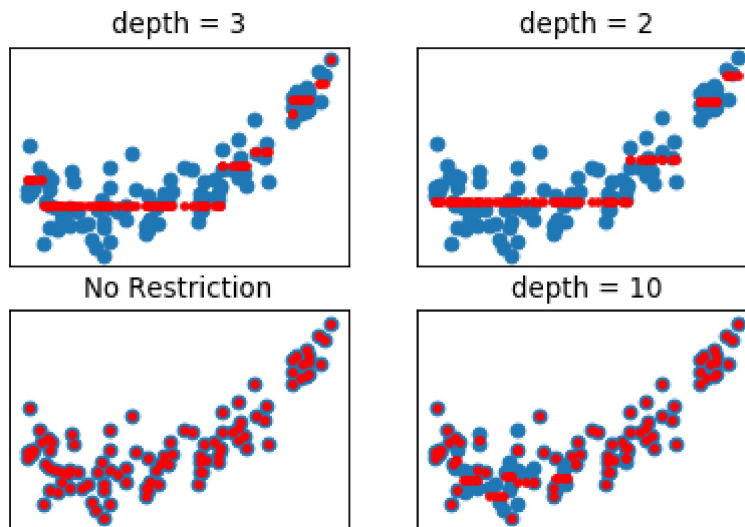 depth = 3
depth = 2
No Restriction
depth = 10